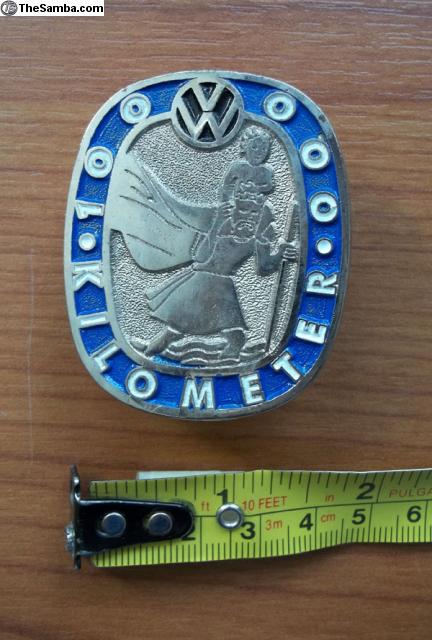 TheSamba.com
100 000
VW
· KILOMETER ·
ft 1 10 FEET in 2 PULGA
2 3 3m 4 cm 5 6